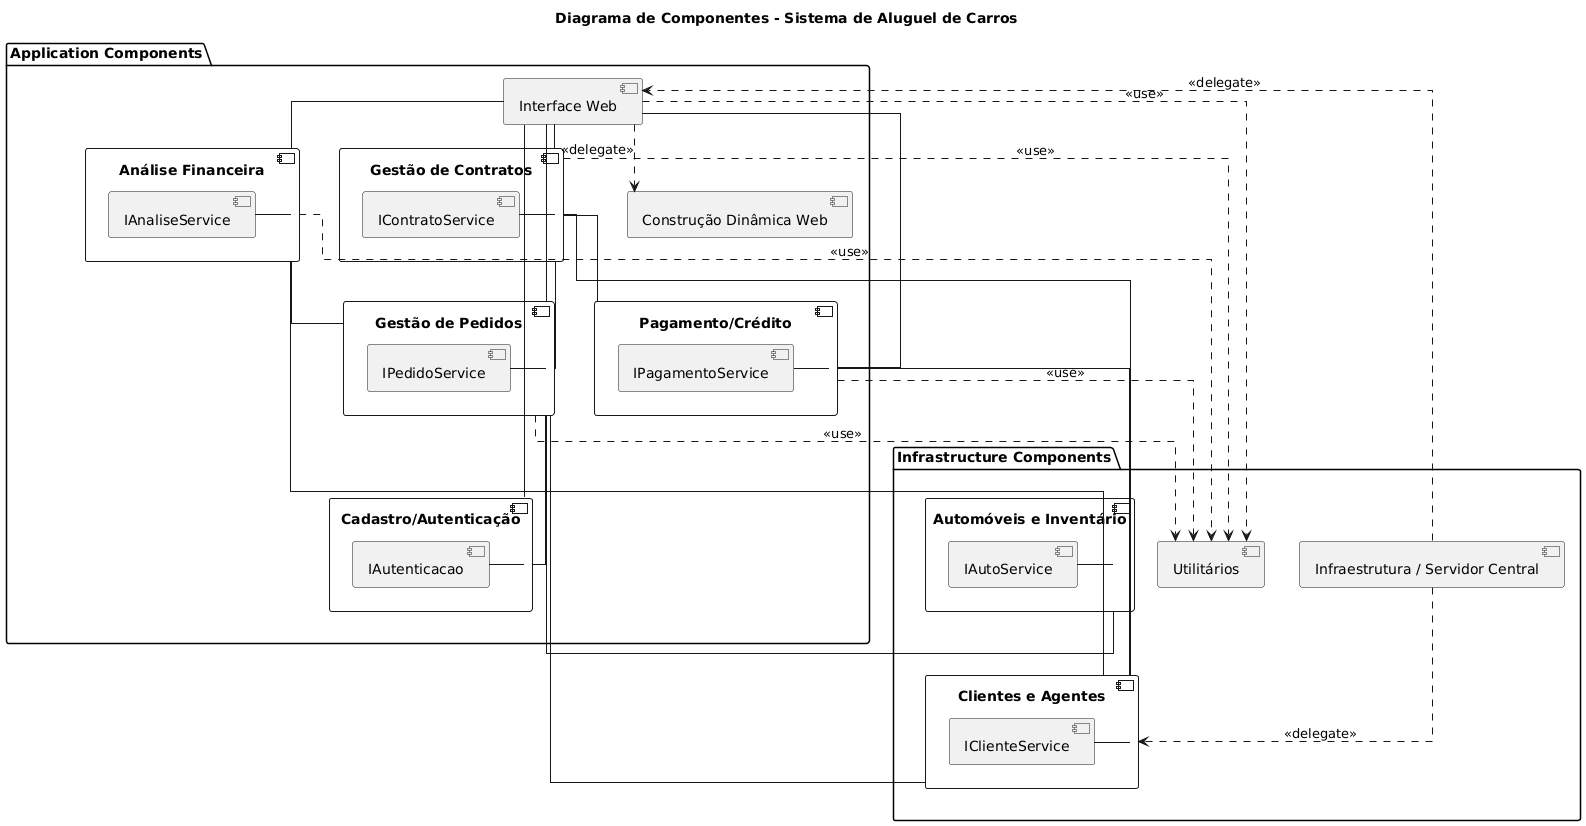 Diagrama de Componentes - Sistema de Aluguel de Carros
Application Components
Interface Web
«delegate»
«use»
Análise Financeira
Gestão de Contratos
«delegate»
«use»
IAnaliseService
IContratoService
Construção Dinâmica Web
«use»
Gestão de Pedidos
Pagamento/Crédito
IPedidoService
IPagamentoService
«use»
«use»
Infrastructure Components
Cadastro/Autenticação
Automóveis e Inventário
IAutenticacao
IAutoService
Utilitários
Infraestrutura / Servidor Central
Clientes e Agentes
IClienteService
«delegate»